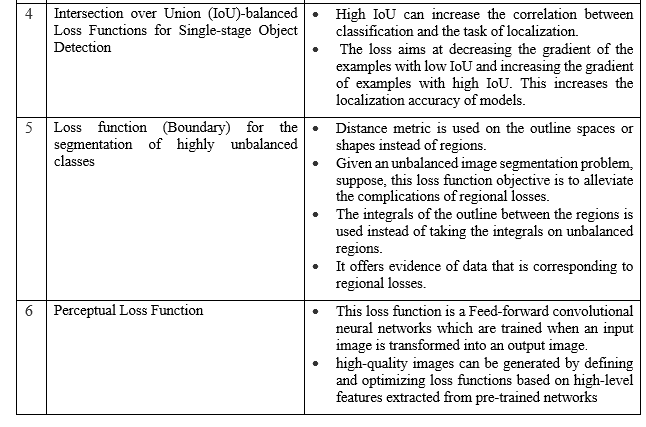 4 Intersection over Union (IoU)-balanced
Loss Functions for Single-stage Object
Detection
• High IoU can increase the correlation between
classification and the task of localization.
• The loss aims at decreasing the gradient of the
examples with low IoU and increasing the gradient
of examples with high IoU. This increases the
localization accuracy of models.
5 Loss function (Boundary) for the
segmentation of highly unbalanced
classes
• Distance metric is used on the outline spaces or
shapes instead of regions.
• Given an unbalanced image segmentation problem,
suppose, this loss function objective is to alleviate
the complications of regional losses.
• The integrals of the outline between the regions is
used instead of taking the integrals on unbalanced
regions.
• It offers evidence of data that is corresponding to
regional losses.
6 Perceptual Loss Function
• This loss function is a Feed-forward convolutional
neural networks which are trained when an input
image is transformed into an output image.
• high-quality images can be generated by defining
and optimizing loss functions based on high-level
features extracted from pre-trained networks